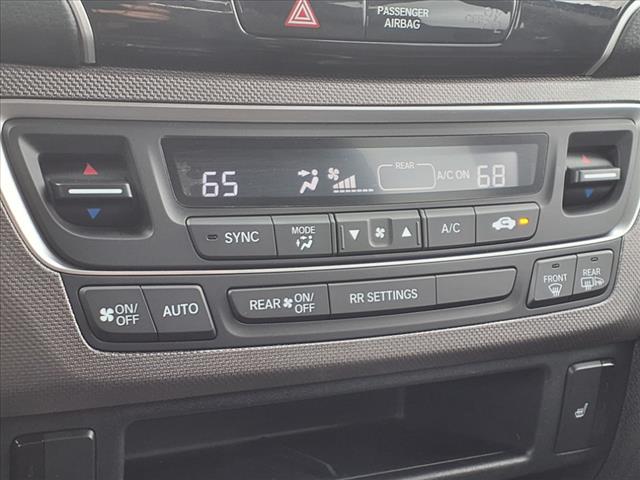 PASSENGER
AIRBAG
65
REAR
A/C ON
68
SYNC
MODE
A/C
ON/
OFF
AUTO
REAR ON/
OFF
RR SETTINGS
FRONT
REAR